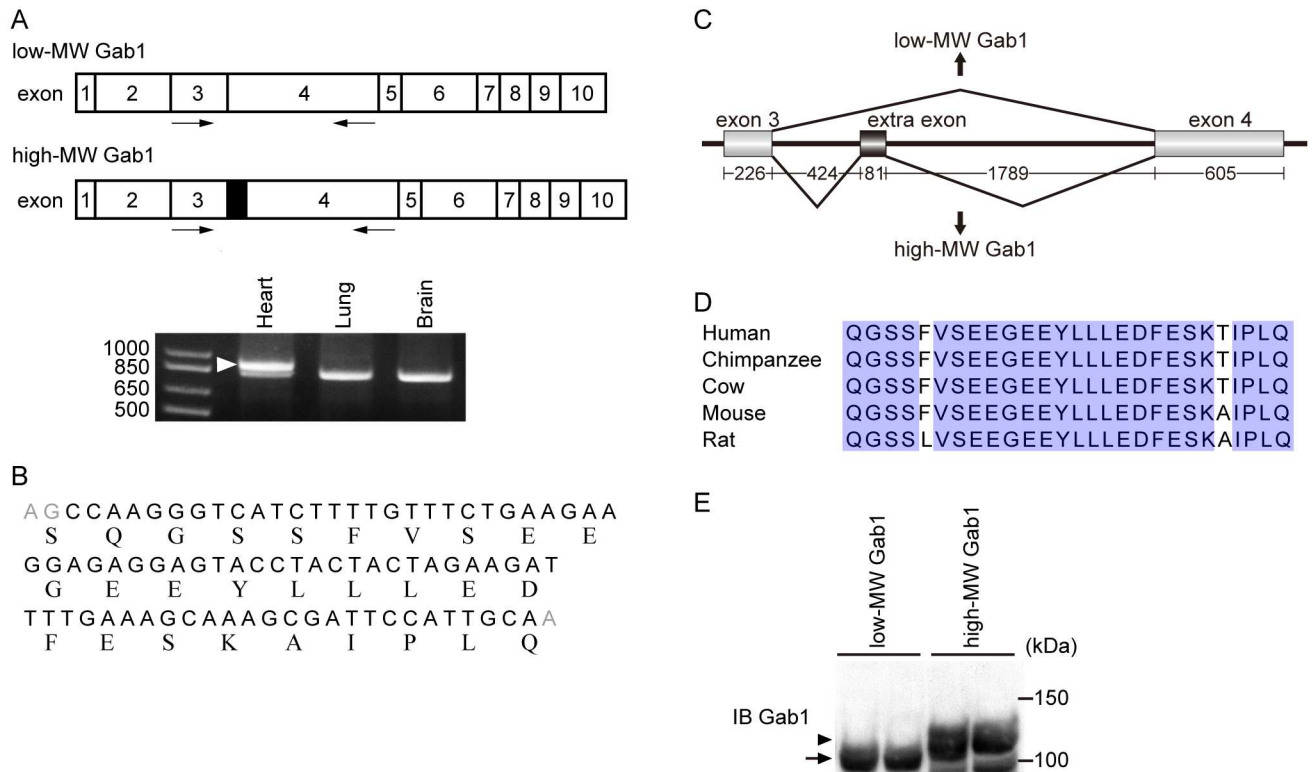 A
low-MW Gab1
exon 1 2 3 4 5 6 7 8 9 10
high-MW Gab1
exon 1 2 3 4 5 6 7 8 9 10
Heart
Lung
Brain
1000
850
650
500
B
AGCCAAGGGTCATCTTTTGTTTCTGAAGAA
S Q G S S F V S E E
GGAGAGGAGTACCTACTACTAGAAGAT
G E E Y L L L E D
TTTGAAAGCAAAGCGATTCCATTGCAA
F E S K A I P L Q
C
low-MW Gab1
exon 3 extra exon exon 4
226 424 81 1789 605
high-MW Gab1
D
Human QGSSFVSEEGEEYLLLEDFESKTIPLQ
Chimpanzee QGSSFVSEEGEEYLLLEDFESKTIPLQ
Cow QGSSFVSEEGEEYLLLEDFESKTIPLQ
Mouse QGSSFVSEEGEEYLLLEDFESKAIPLQ
Rat QGSSLVSEEGEEYLLLEDFESKAIPLQ
E
low-MW Gab1
high-MW Gab1
(kDa)
150
IB Gab1
100